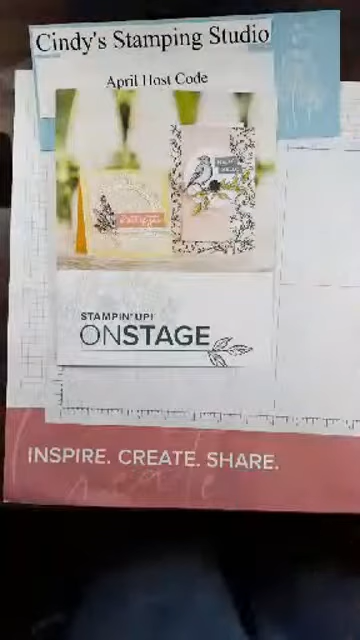 Cindy's Stamping Studio
April Host Code
STAMPIN' UP!
ONSTAGE
INSPIRE. CREATE. SHARE.